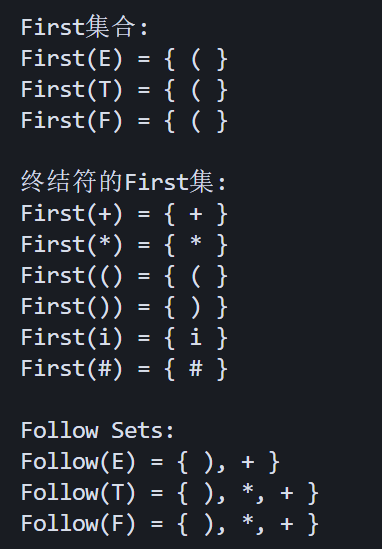 First集合:
First(E) = { ( }
First(T) = { ( }
First(F) = { ( }
终结符的First集:
First(+) = { + }
First(*) = { * }
First(() = { ( }
First()) = { ) }
First(i) = { i }
First(#) = { # }
Follow Sets:
Follow(E) = { ), + }
Follow(T) = { ), *, + }
Follow(F) = { ), *, + }